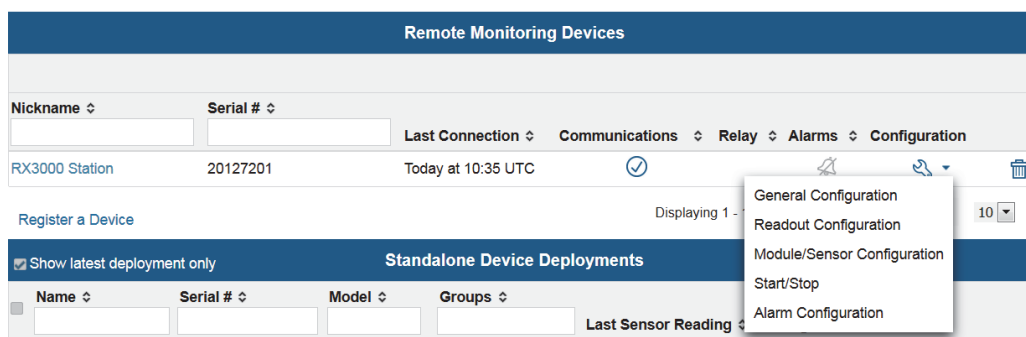 Remote Monitoring Devices
Nickname Serial #
Last Connection Communications Relay Alarms Configuration
RX3000 Station 20127201 Today at 10:35 UTC
General Configuration
Register a Device Displaying 1 - 10
Readout Configuration
Module/Sensor Configuration
Show latest deployment only Standalone Device Deployments
Start/Stop
Name Serial # Model Groups
Alarm Configuration
Last Sensor Reading